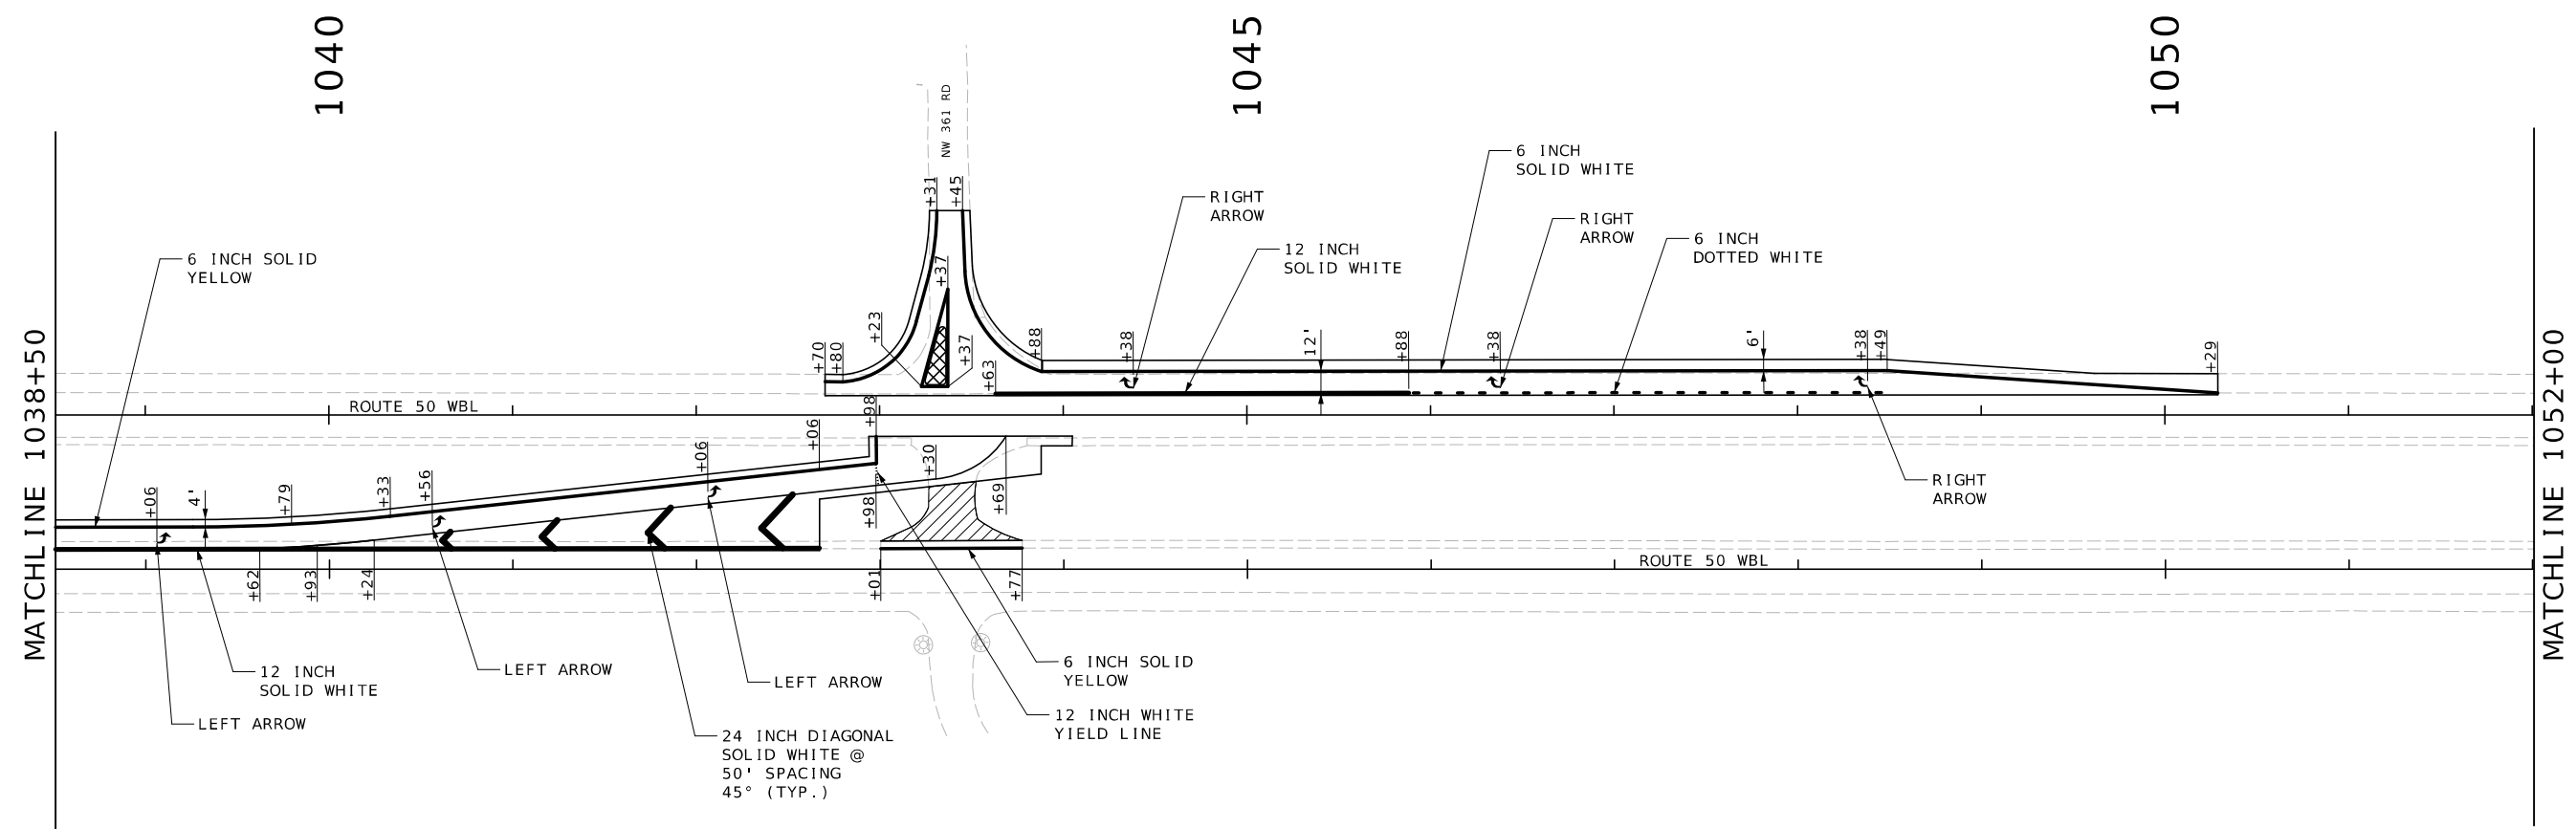 1040
1045
1050
NW 361 RD
6 INCH
SOLID WHITE
RIGHT
ARROW
RIGHT
ARROW
6 INCH
DOTTED WHITE
12 INCH
SOLID WHITE
6 INCH SOLID
YELLOW
+31
+45
+37
+23
+37
+70
+80
+63
+88
+38
12'
+88
+38
6'
+38
+49
+29
MATCHLINE 1038+50
MATCHLINE 1052+00
ROUTE 50 WBL
+98
+06
+06
+30
+56
+33
+79
4'
+06
+98
+69
RIGHT
ARROW
ROUTE 50 WBL
+62
+93
+24
+01
+77
12 INCH
SOLID WHITE
LEFT ARROW
LEFT ARROW
LEFT ARROW
6 INCH SOLID
YELLOW
12 INCH WHITE
YIELD LINE
24 INCH DIAGONAL
SOLID WHITE @
50' SPACING
45° (TYP.)